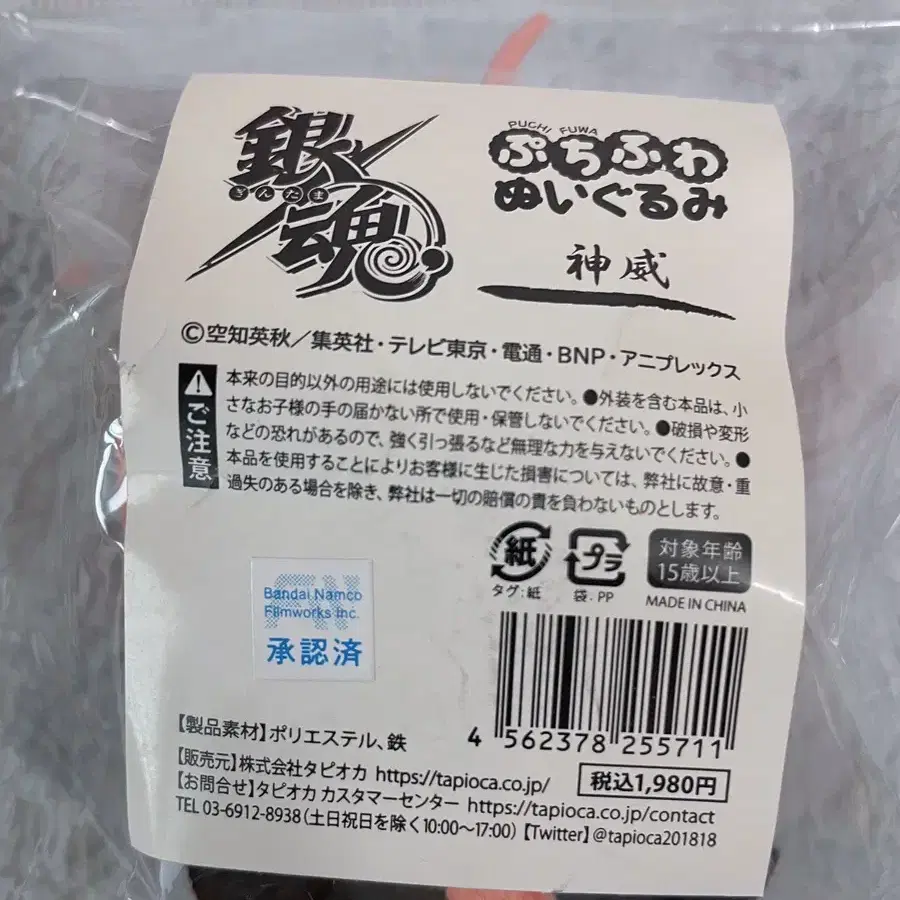 銀魂
ぎんたま
PUCHI FUWA
ぷちふわ
ぬいぐるみ
神威
©空知英秋／集英社・テレビ東京・電通・BNP・アニプレックス
ご注意
本来の目的以外の用途には使用しないでください。●外装を含む本品は、小
さなお子様の手の届かない所で使用・保管しないでください。●破損や変形
などの恐れがあるので、強く引っ張るなど無理な力を与えないでください。●
本品を使用することによりお客様に生じた損害については、弊社に故意・重
過失のある場合を除き、弊社は一切の賠償の責を負わないものとします。
紙
タグ:紙
プラ
袋:PP
対象年齢
15歳以上
MADE IN CHINA
Bandai Namco
Filmworks Inc.
承認済
4 562378 255711
【製品素材】ポリエステル、鉄
【販売元】株式会社タピオカ https://tapioca.co.jp/
税込1,980円
【お問合せ】タピオカ カスタマーセンター https://tapioca.co.jp/contact
TEL 03-6912-8938（土日祝日を除く10:00～17:00）【Twitter】@tapioca201818